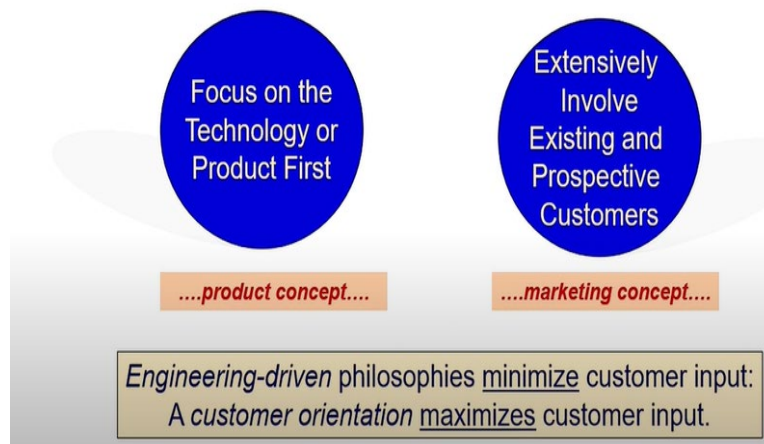 Focus on the
Technology or
Product First
Extensively
Involve
Existing and
Prospective
Customers
....product concept....
....marketing concept....
Engineering-driven philosophies minimize customer input:
A customer orientation maximizes customer input.